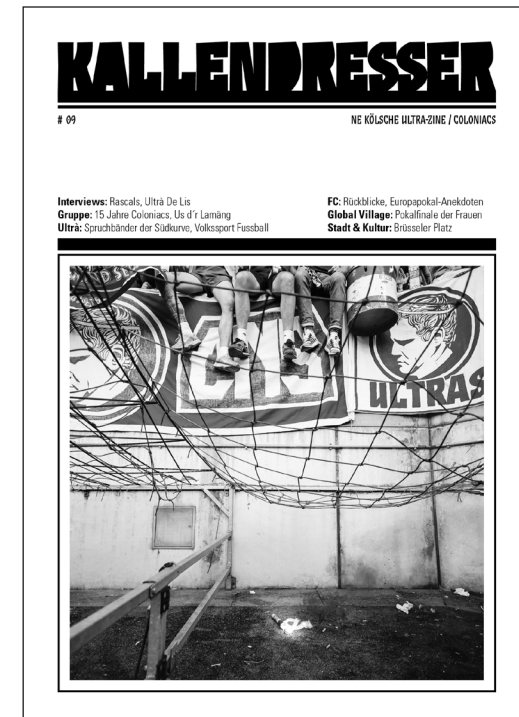 KALLENDRESSER
# 09
NE KÖLSCHE ULTRA-ZINE / COLONIACS
Interviews: Rascals, Ultrà De Lis
Gruppe: 15 Jahre Coloniacs, Us d´r Lamäng
Ultrà: Spruchbänder der Südkurve, Volkssport Fussball
FC: Rückblicke, Europapokal-Anekdoten
Global Village: Pokalfinale der Frauen
Stadt & Kultur: Brüsseler Platz
ULTRAS